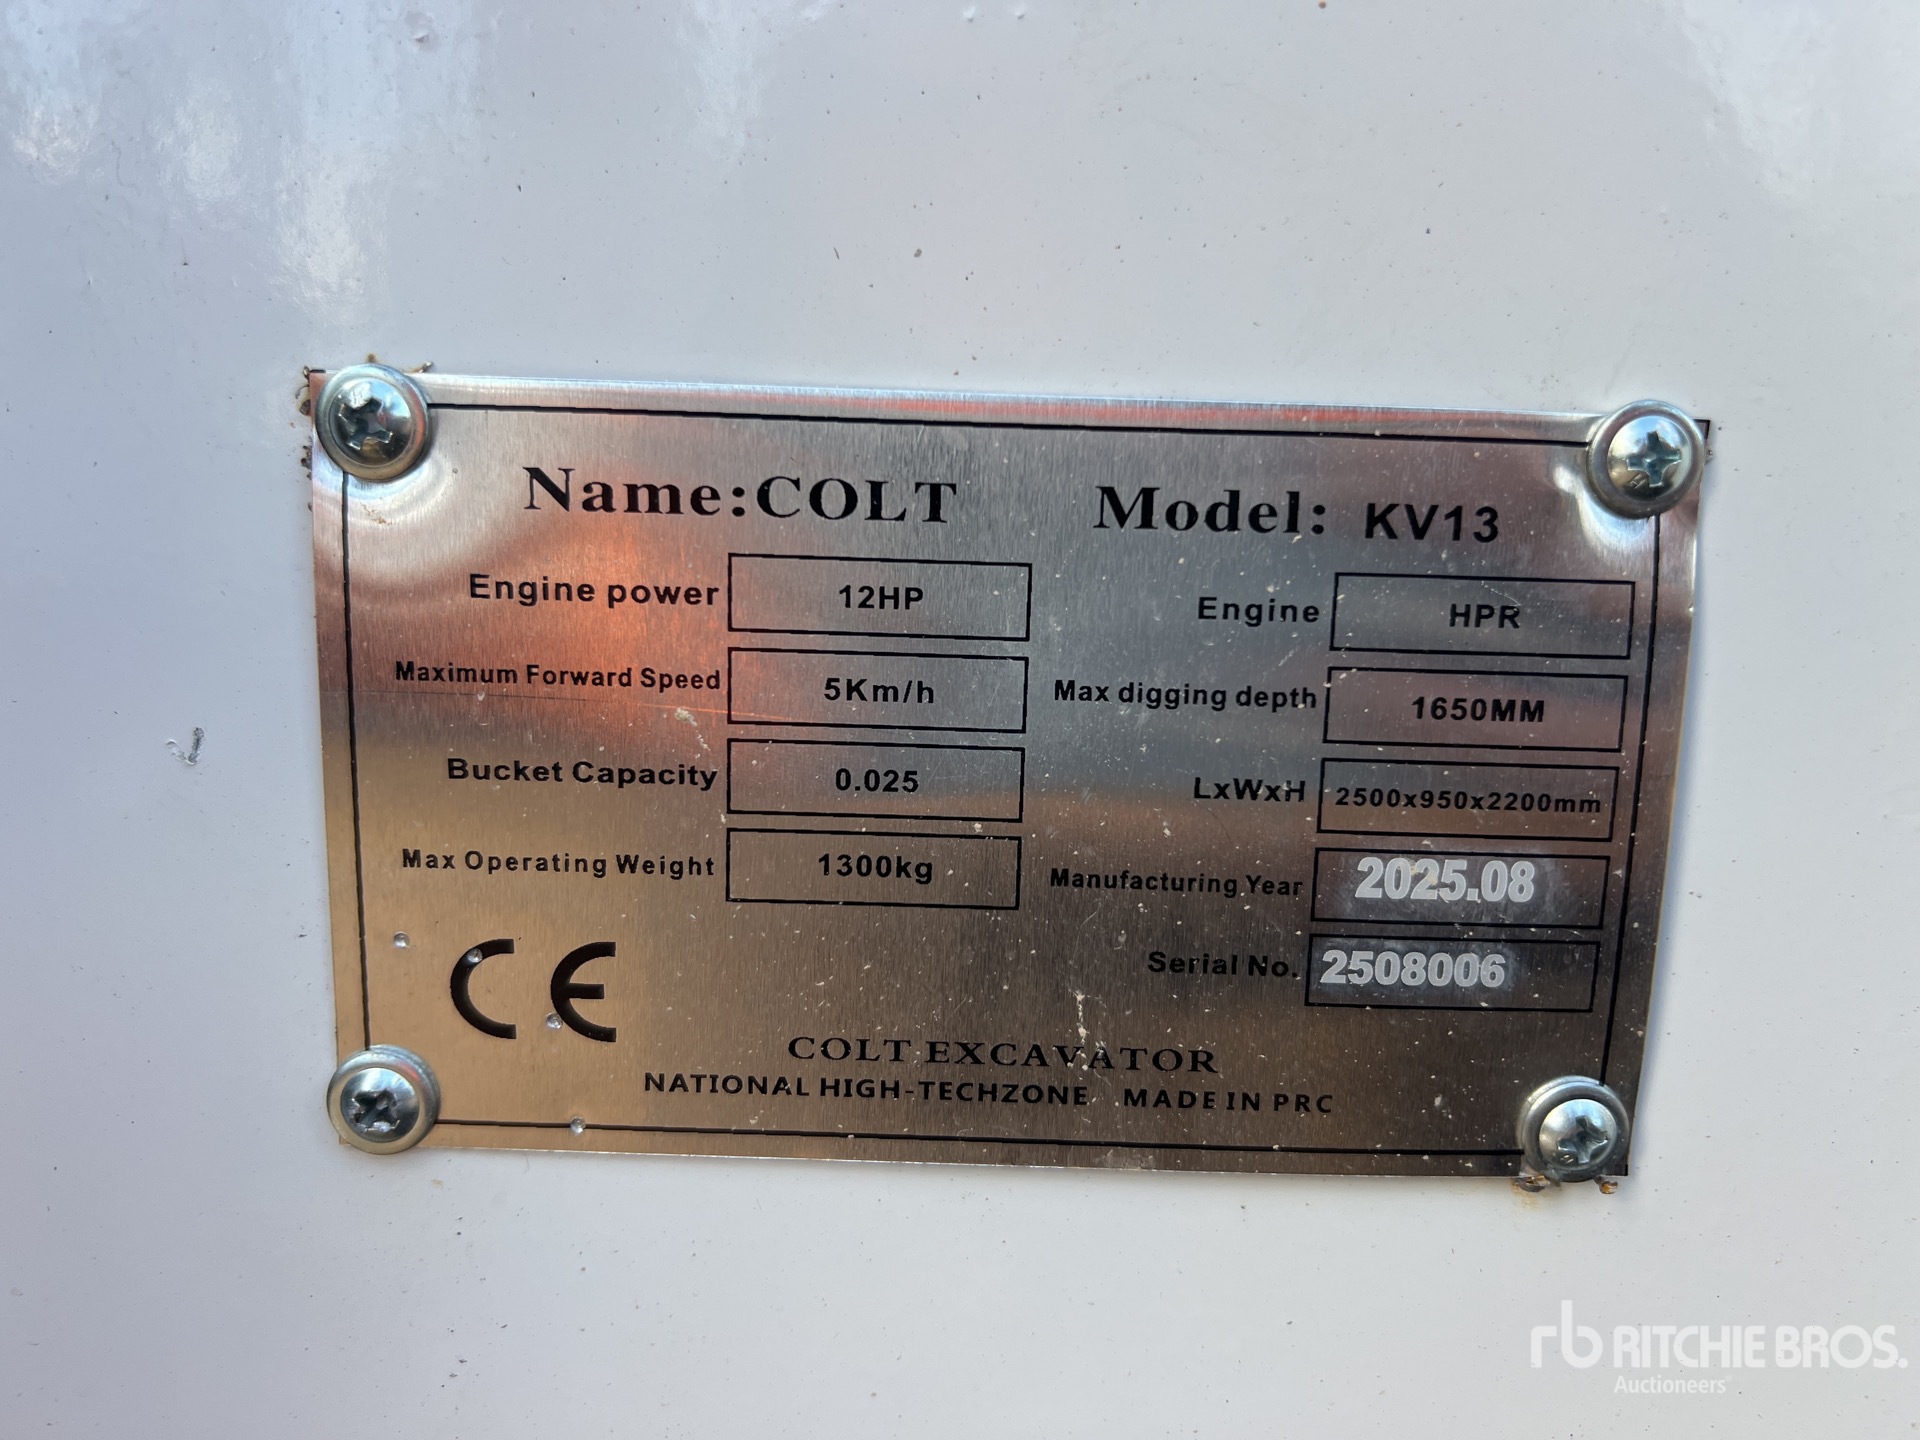 Name:COLT Model: KV13
Engine power 12HP Engine HPR
Maximum Forward Speed 5Km/h Max digging depth 1650MM
Bucket Capacity 0.025 LxWxH 2500x950x2200mm
Max Operating Weight 1300kg Manufacturing Year 2025.08
CE Serial No. 2508006
COLT EXCAVATOR
NATIONAL HIGH-TECHZONE MADE IN PRC
rb RITCHIE BROS.
Auctioneers